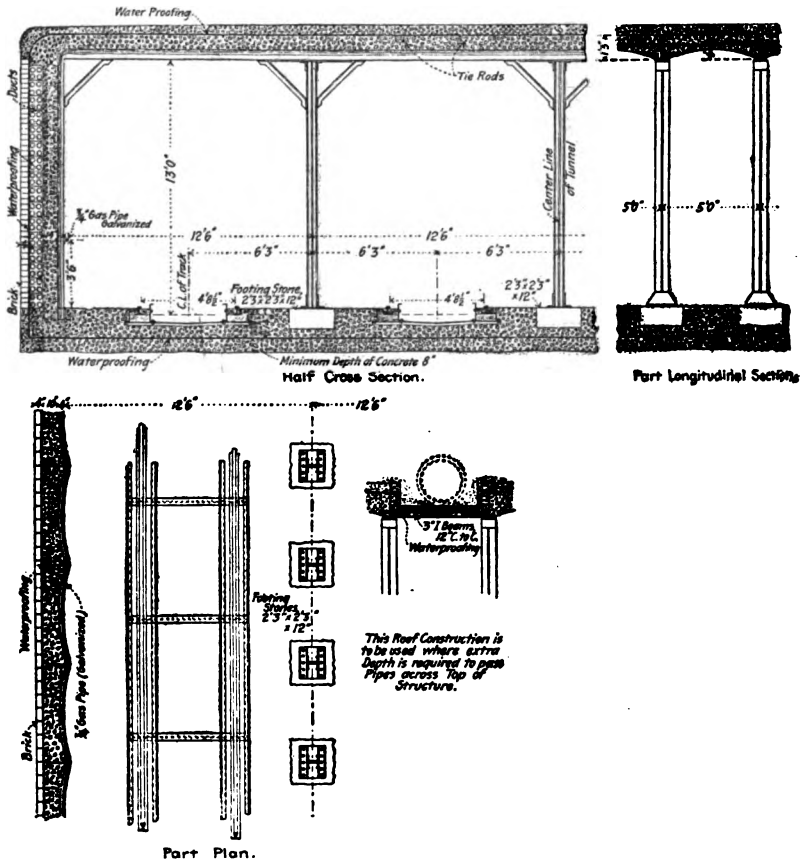 Water Proofing
Tie Rods
Ducts
Waterproofing
Brick
13'0"
¾" Gas Pipe
Galvanized
3'6"
12'6"
12'6"
6'3"
6'3"
6'3"
C.L. of Track
4'8½"
Footing Stone,
2'3"x2'3"x12"
4'8½"
2'3"x2'3"
x12"
Center Line
of Tunnel
Waterproofing
Minimum Depth of Concrete 8"
Half Cross Section.
5'0"
5'0"
Part Longitudinal Section
12'6"
12'6"
Waterproofing
Brick
¾" Gas Pipe (Galvanized)
Footing
Stones,
2'3"x2'3"
x12"
Part Plan.
3" I Beams,
12" C. to C.
Waterproofing
This Roof Construction is
to be used where extra
Depth is required to pass
Pipes across Top of
Structure.